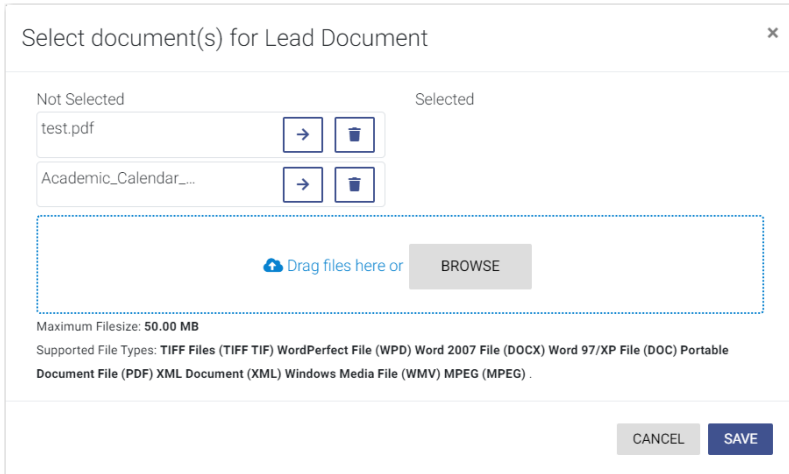 Select document(s) for Lead Document
×
Not Selected
Selected
test.pdf
Academic_Calendar_...
Drag files here or
BROWSE
Maximum Filesize: 50.00 MB
Supported File Types: TIFF Files (TIFF TIF) WordPerfect File (WPD) Word 2007 File (DOCX) Word 97/XP File (DOC) Portable
Document File (PDF) XML Document (XML) Windows Media File (WMV) MPEG (MPEG) .
CANCEL
SAVE